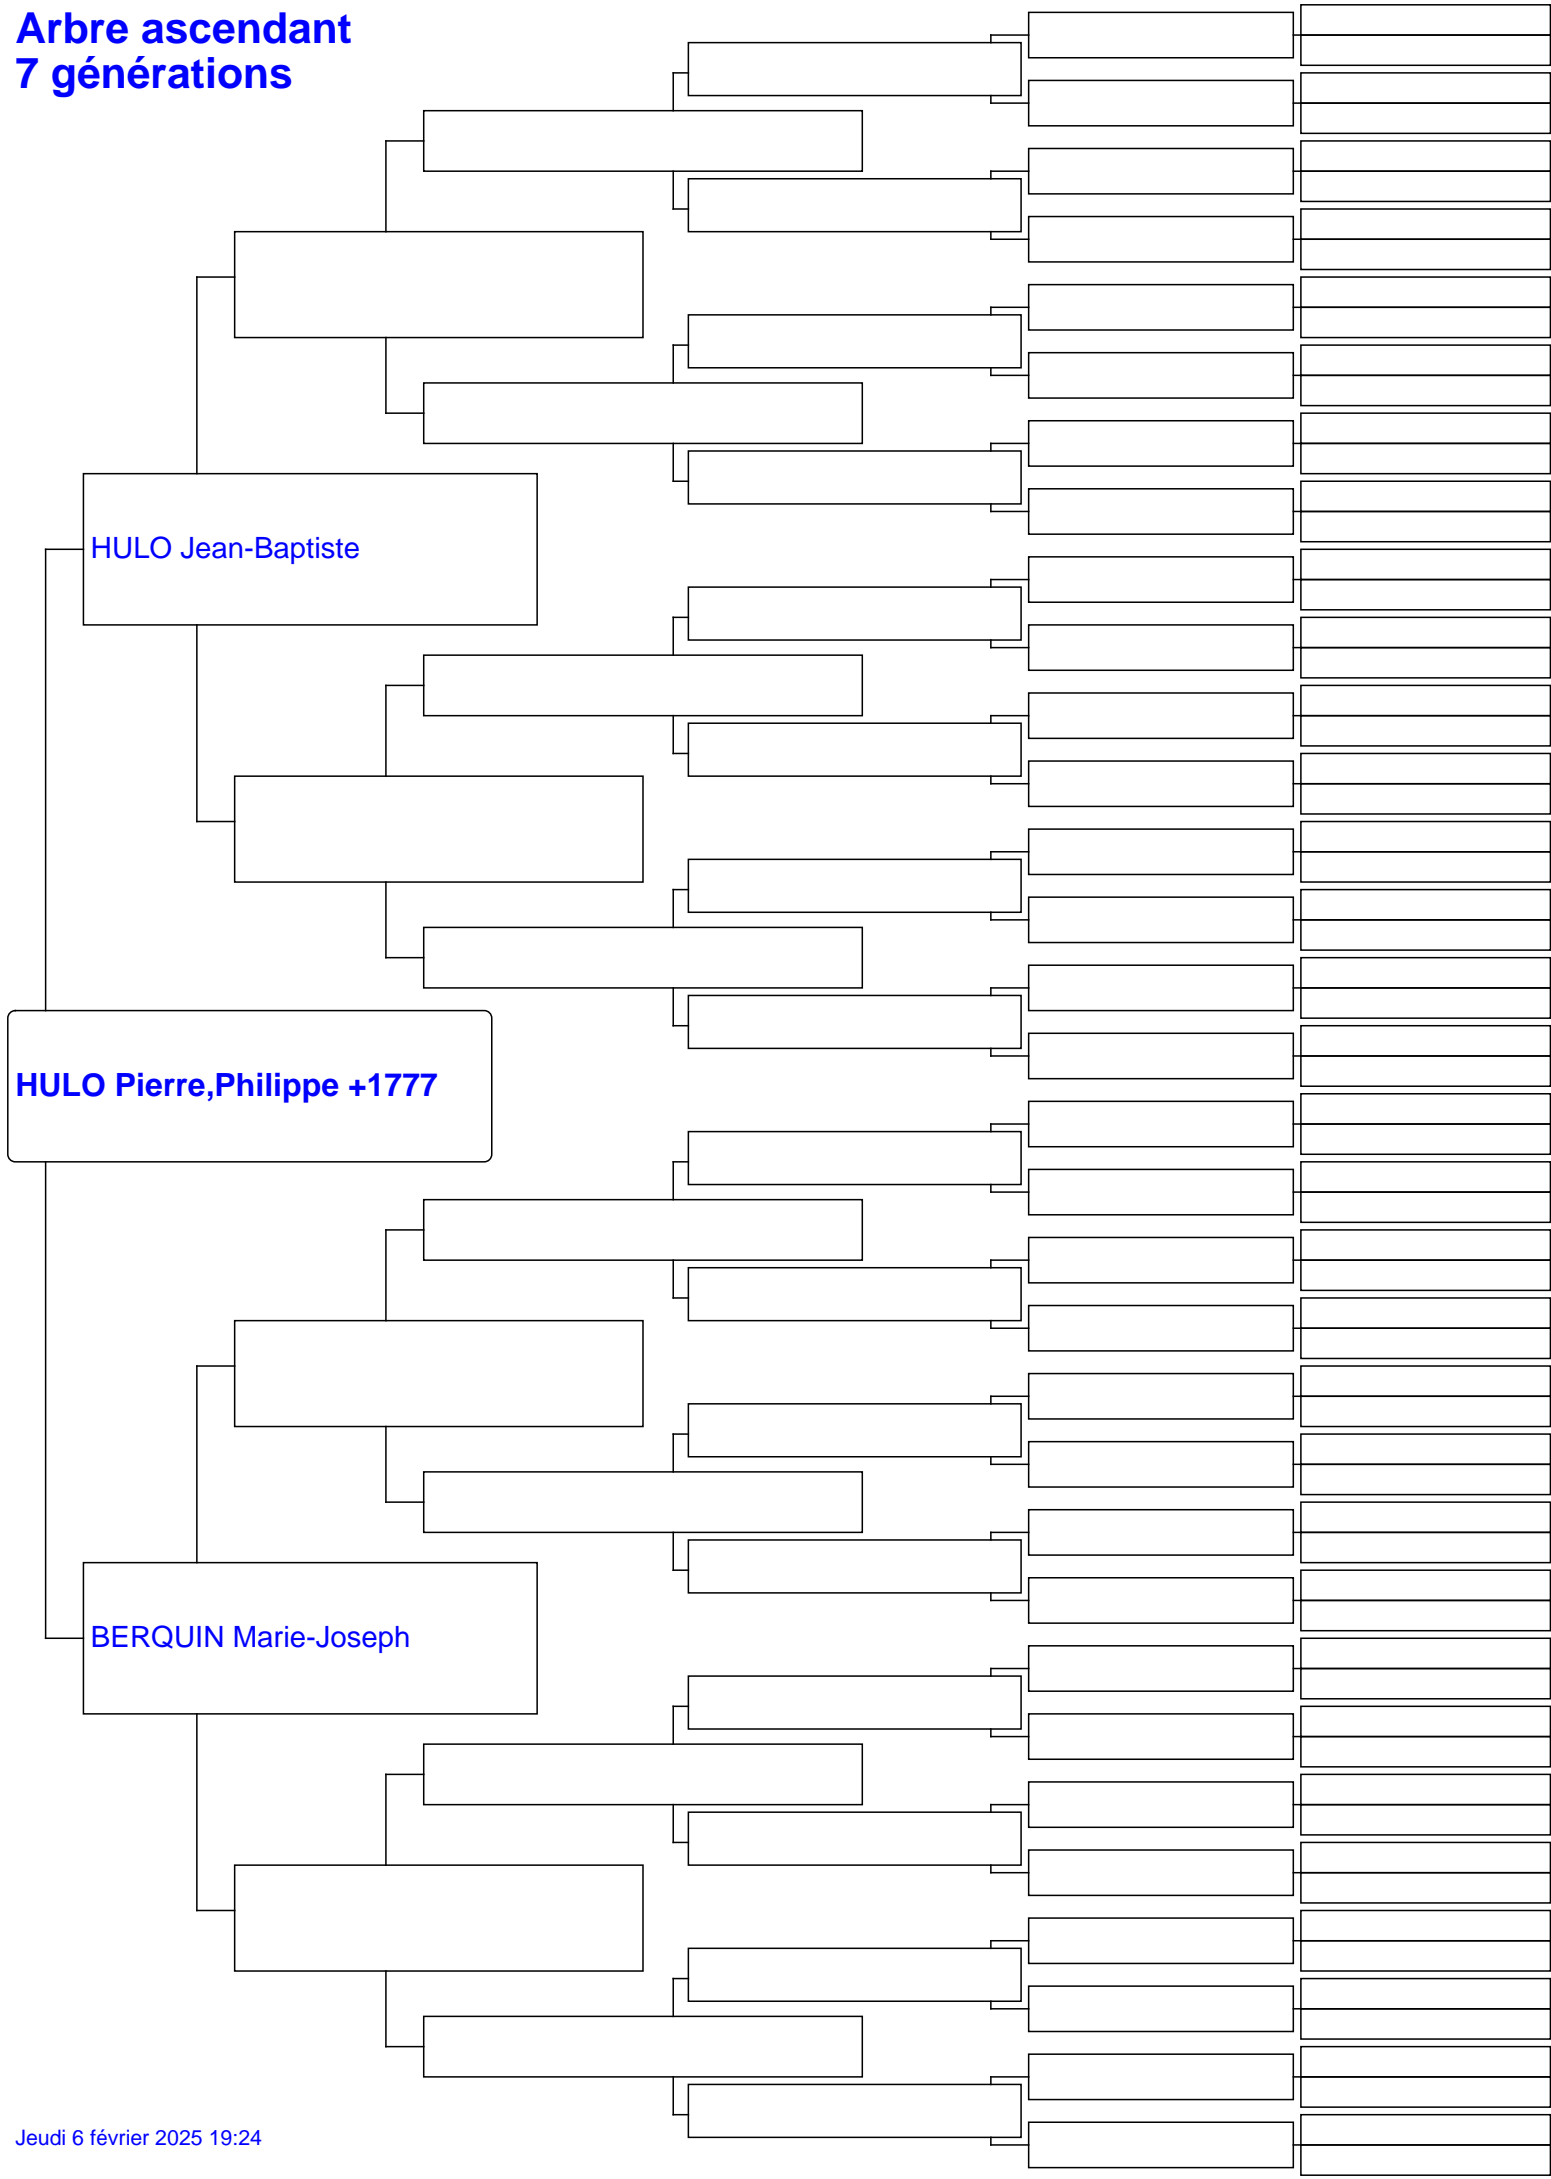 Arbre ascendant
7 générations
HULO Jean-Baptiste
HULO Pierre,Philippe +1777
BERQUIN Marie-Joseph
Jeudi 6 février 2025 19:24